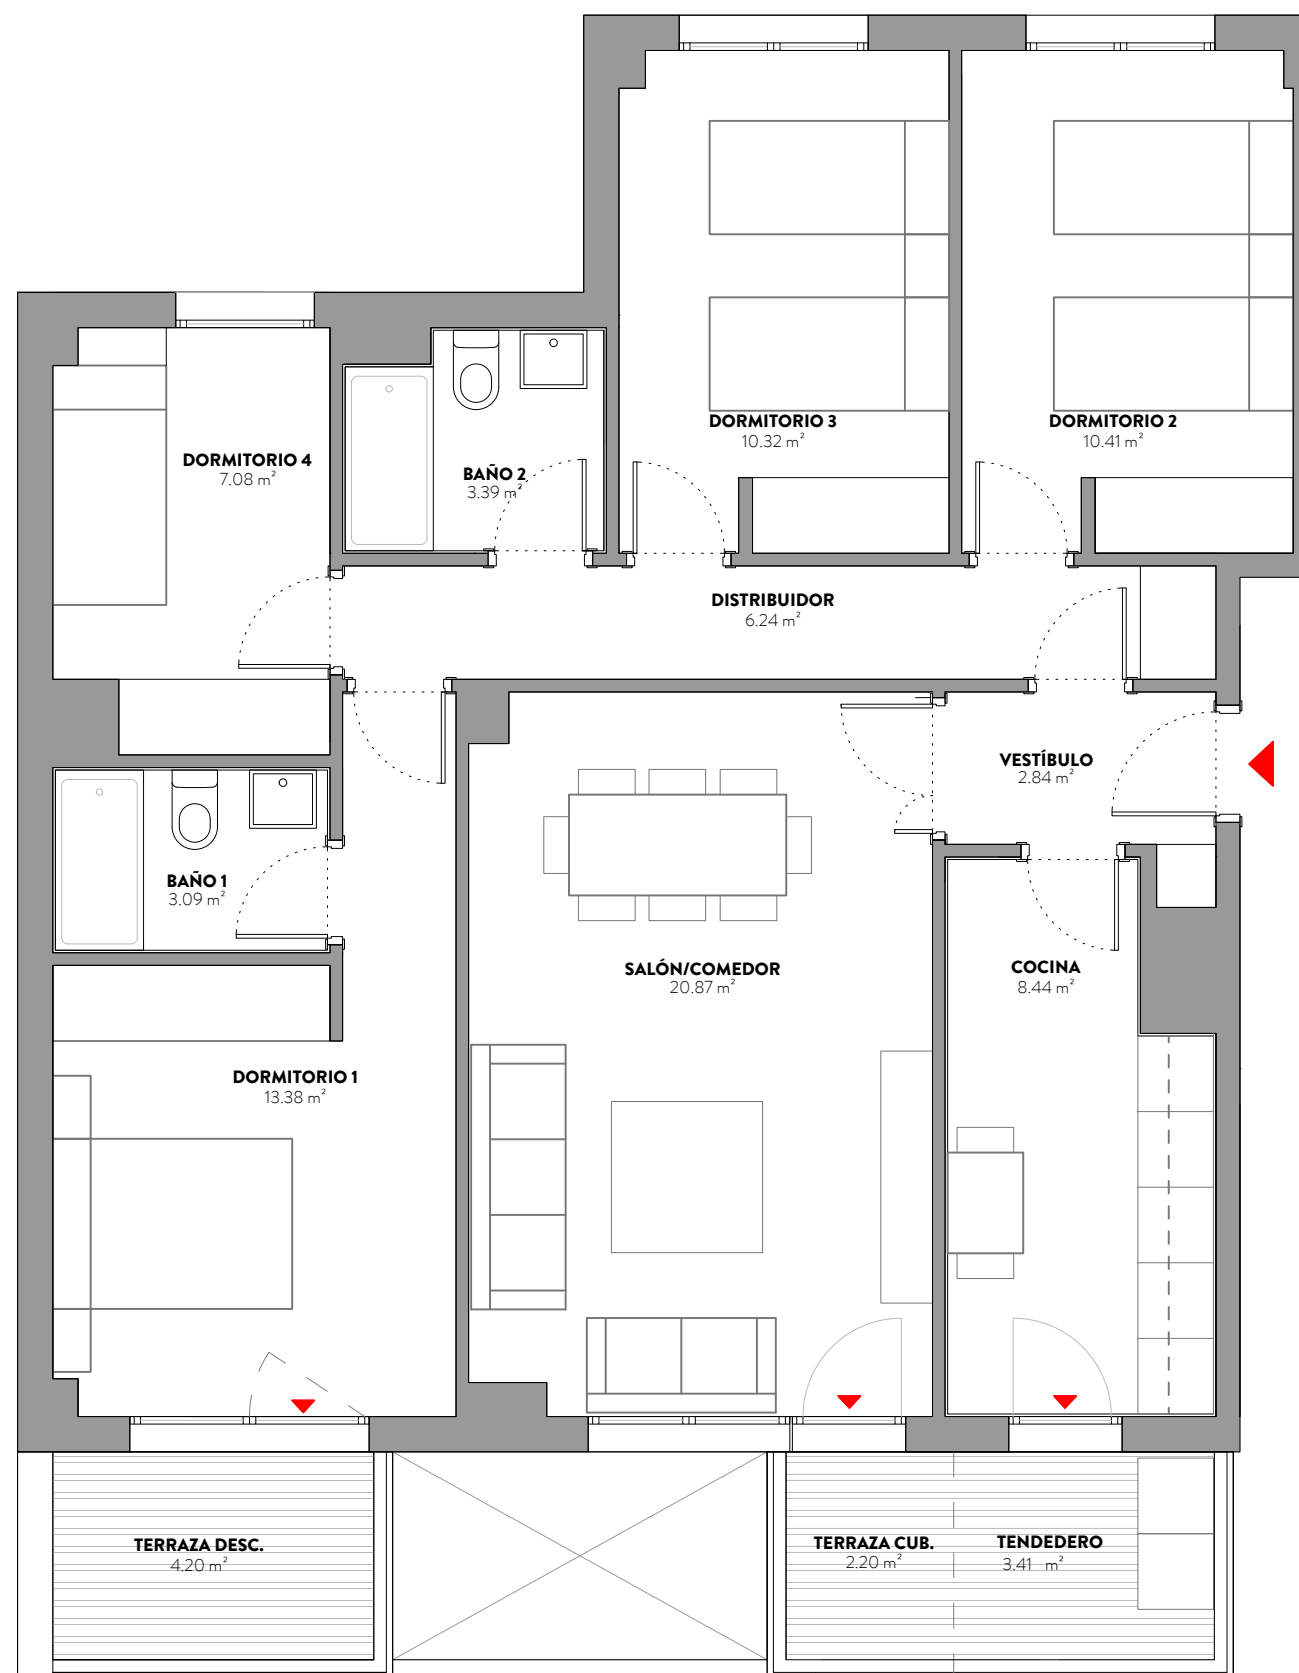 DORMITORIO 3
10.32 m²
DORMITORIO 2
10.41 m²
DORMITORIO 4
7.08 m²
BAÑO 2
3.39 m²
DISTRIBUIDOR
6.24 m²
VESTÍBULO
2.84 m²
BAÑO 1
3.09 m²
SALÓN/COMEDOR
20.87 m²
COCINA
8.44 m²
DORMITORIO 1
13.38 m²
TERRAZA DESC.
4.20 m²
TERRAZA CUB.
2.20 m²
TENDEDERO
3.41 m²